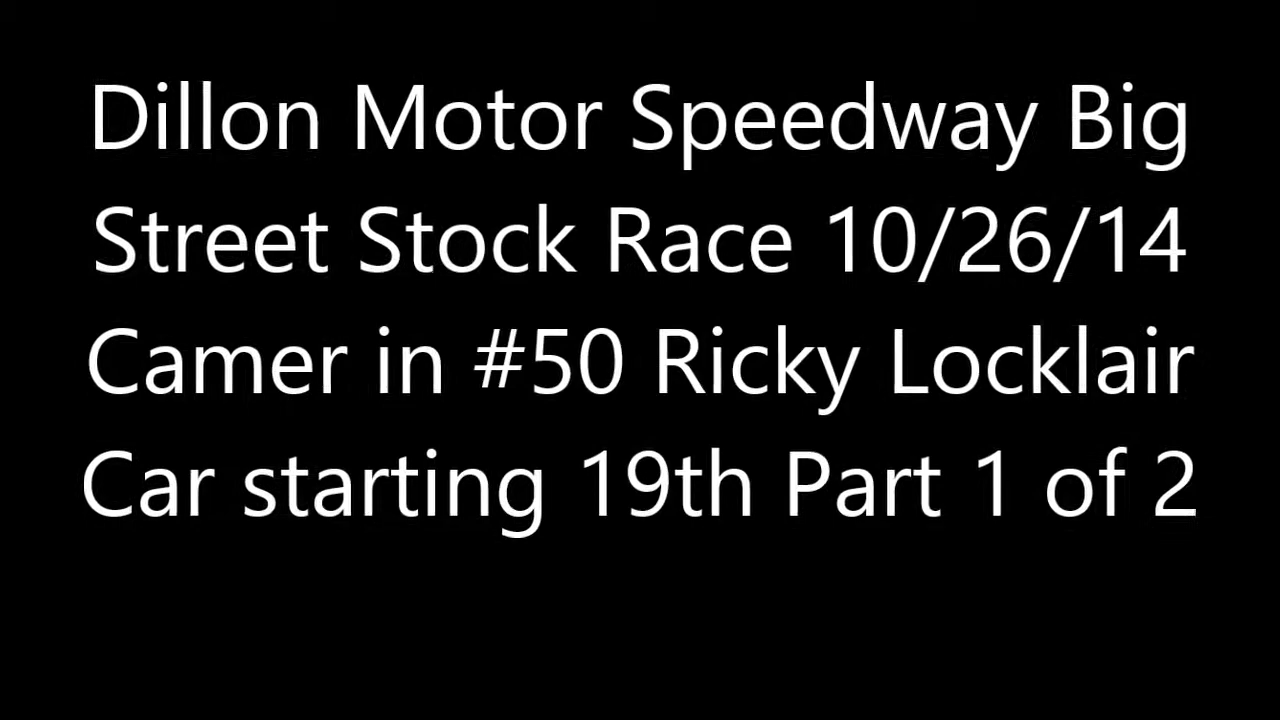 Dillon Motor Speedway Big
Street Stock Race 10/26/14
Camer in #50 Ricky Locklair
Car starting 19th Part 1 of 2